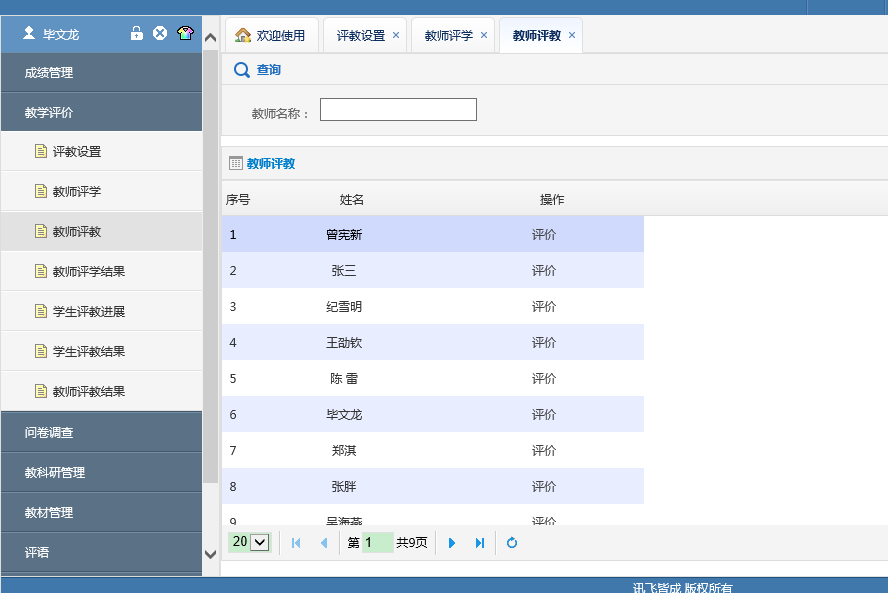 毕文龙
成绩管理
教学评价
评教设置
教师评学
教师评教
教师评学结果
学生评教进展
学生评教结果
教师评教结果
问卷调查
教科研管理
教材管理
评语
欢迎使用 评教设置 × 教师评学 × 教师评教 ×
查询
教师名称：
教师评教
序号 姓名 操作
1 曾宪新 评价
2 张三 评价
3 纪雪明 评价
4 王劭钦 评价
5 陈 雷 评价
6 毕文龙 评价
7 郑淇 评价
8 张胖 评价
9 吴海燕 评价
20 第 1 共9页
讯飞皆成 版权所有